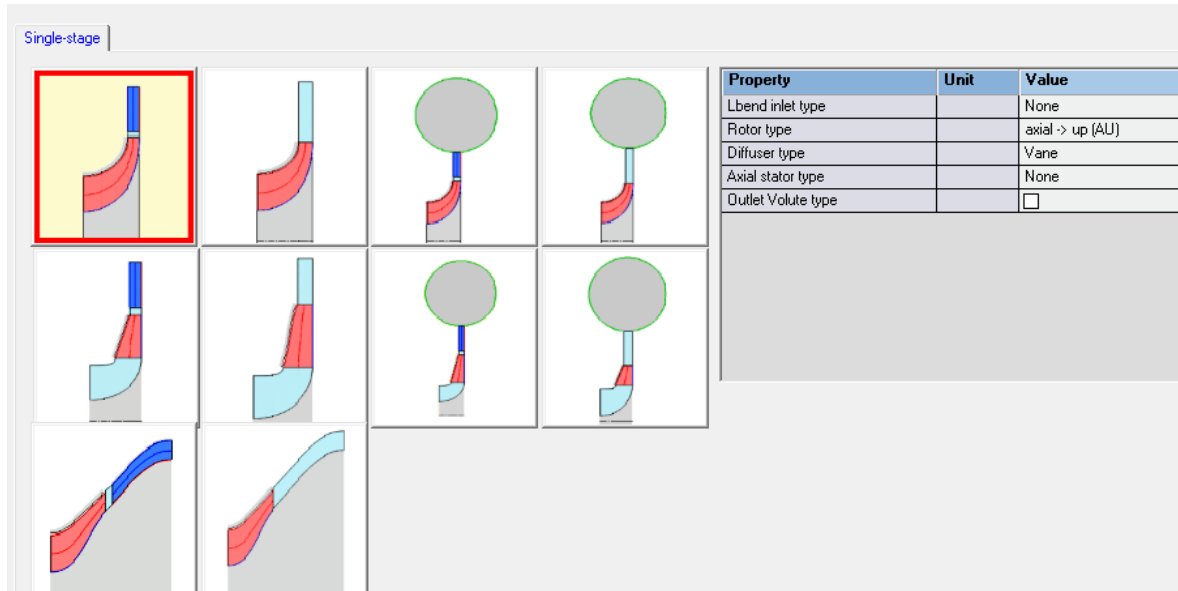 Single-stage
Property Unit Value
Lbend inlet type None
Rotor type axial -> up (AU)
Diffuser type Vane
Axial stator type None
Outlet Volute type